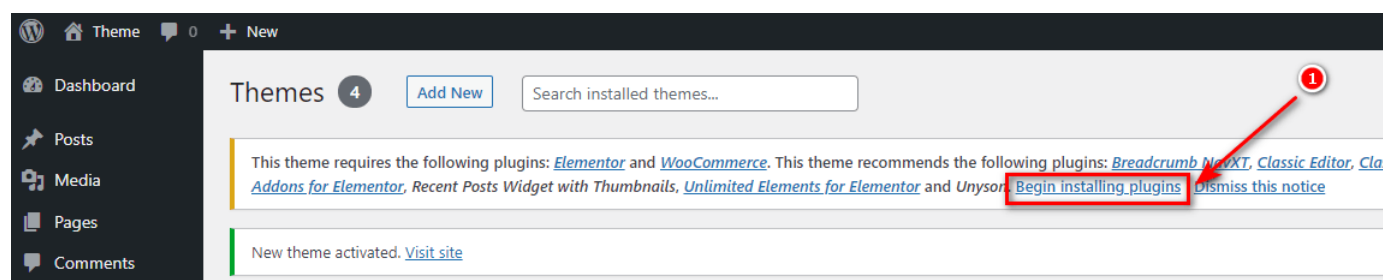 Theme 0 + New
Dashboard
Themes 4 Add New Search installed themes...
1
Posts
This theme requires the following plugins: Elementor and WooCommerce. This theme recommends the following plugins: Breadcrumb NavXT, Classic Editor,
Media
Addons for Elementor, Recent Posts Widget with Thumbnails, Unlimited Elements for Elementor and Unyson. Begin installing plugins Dismiss this notice
Pages
New theme activated. Visit site
Comments